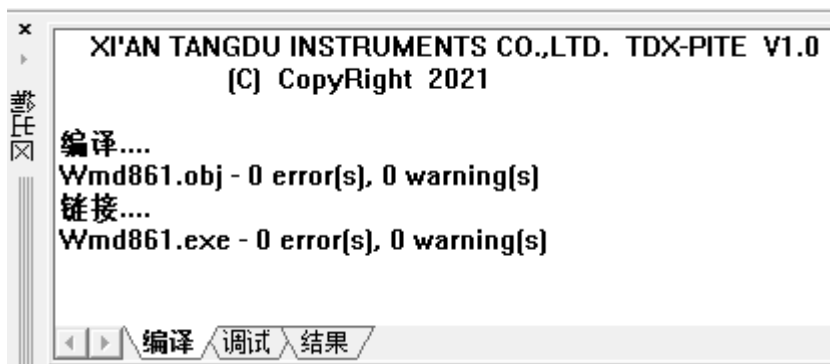 XI'AN TANGDU INSTRUMENTS CO.,LTD. TDX-PITE V1.0
(C) CopyRight 2021
输出区
编译....
Wmd861.obj - 0 error(s), 0 warning(s)
链接....
Wmd861.exe - 0 error(s), 0 warning(s)
编译 调试 结果